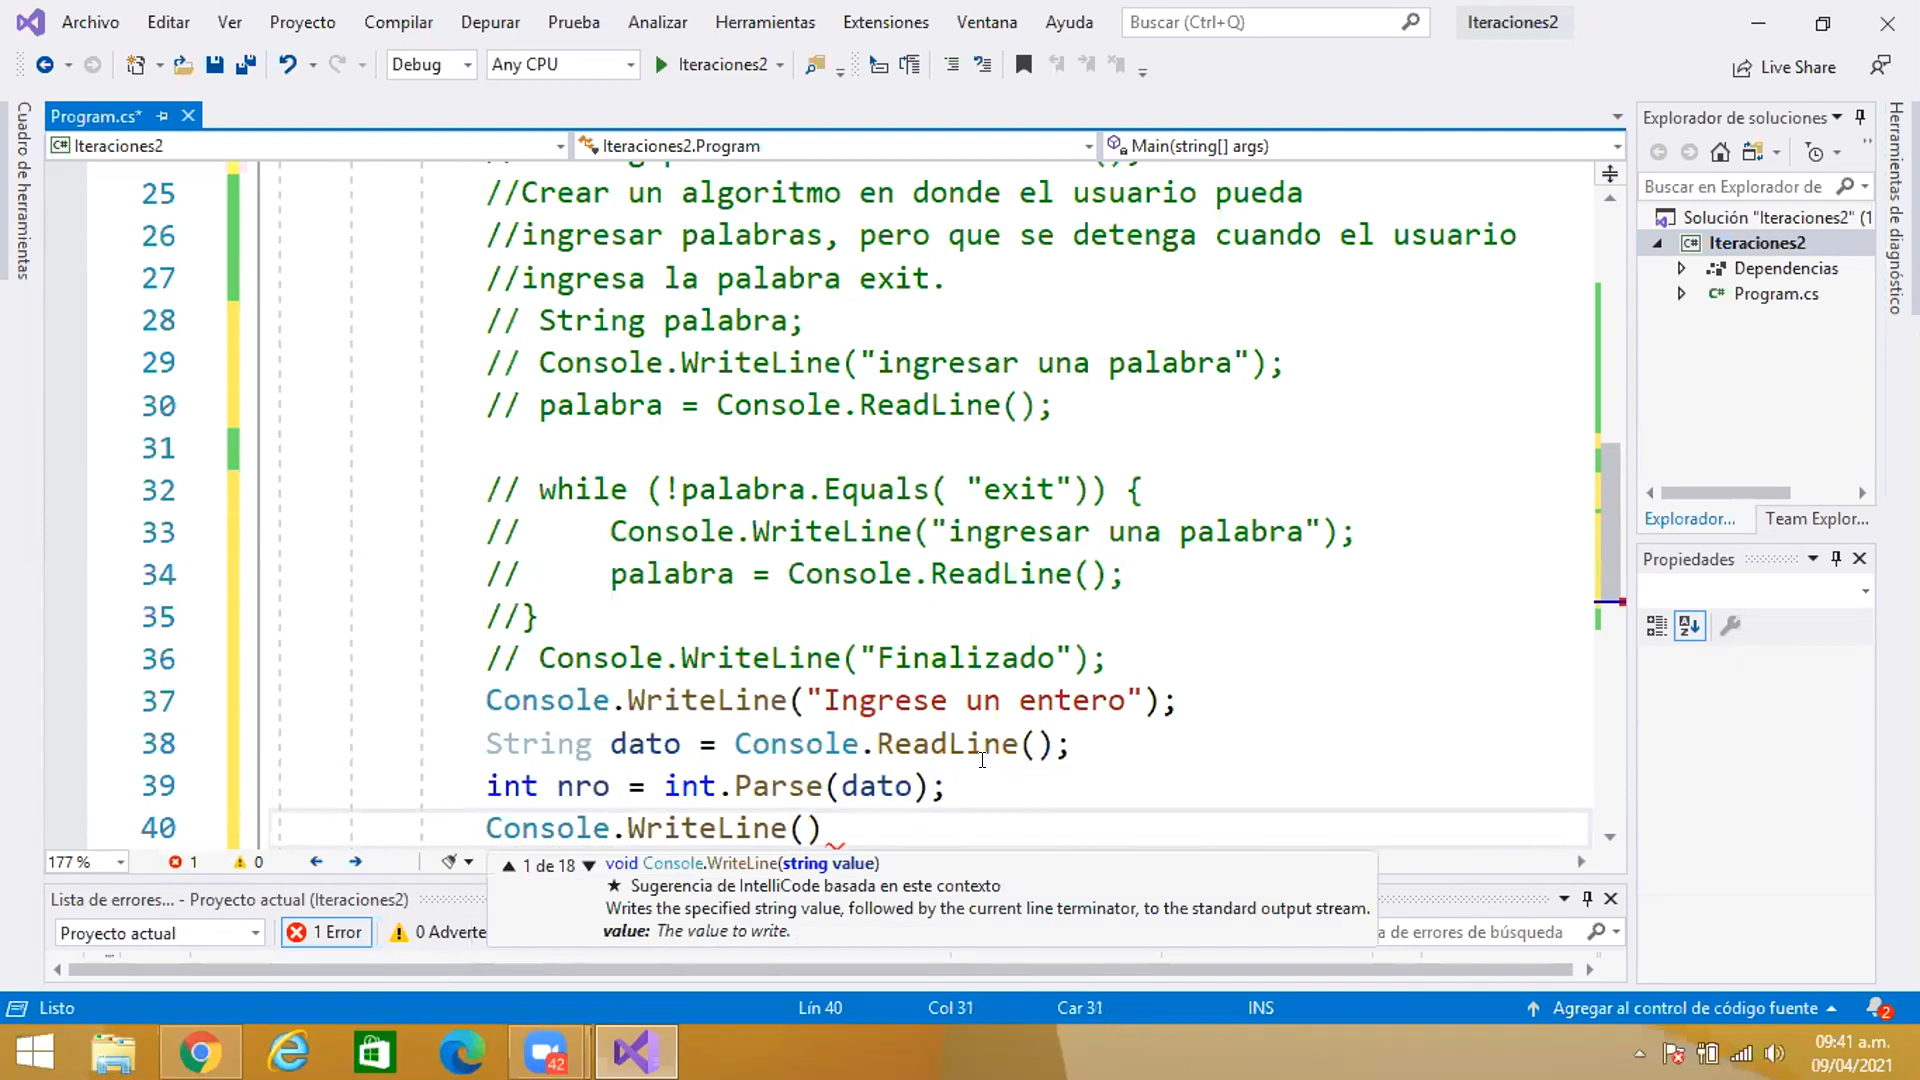 Archivo Editar Ver Proyecto Compilar Depurar Prueba Analizar Herramientas Extensiones Ventana Ayuda Buscar (Ctrl+Q) Iteraciones2
Debug Any CPU Iteraciones2 Live Share
Cuadro de herramientas
Program.cs*
Iteraciones2 Iteraciones2.Program Main(string[] args)
25 //Crear un algoritmo en donde el usuario pueda
26 //ingresar palabras, pero que se detenga cuando el usuario
27 //ingresa la palabra exit.
28 // String palabra;
29 // Console.WriteLine("ingresar una palabra");
30 // palabra = Console.ReadLine();
31
32 // while (!palabra.Equals( "exit")) {
33 // Console.WriteLine("ingresar una palabra");
34 // palabra = Console.ReadLine();
35 //}
36 // Console.WriteLine("Finalizado");
37 Console.WriteLine("Ingrese un entero");
38 String dato = Console.ReadLine();
39 int nro = int.Parse(dato);
40 Console.WriteLine()
177 % 1 0
1 de 18 void Console.WriteLine(string value)
★ Sugerencia de IntelliCode basada en este contexto
Writes the specified string value, followed by the current line terminator, to the standard output stream.
value: The value to write.
Lista de errores... - Proyecto actual (Iteraciones2)
Proyecto actual 1 Error 0 Adverte a de errores de búsqueda
Explorador de soluciones
Buscar en Explorador de
Solución "Iteraciones2" (1
Iteraciones2
Dependencias
C# Program.cs
Explorador... Team Explor...
Propiedades
Herramientas de diagnóstico
Listo Lín 40 Col 31 Car 31 INS Agregar al control de código fuente 2
42
09:41 a.m.
09/04/2021